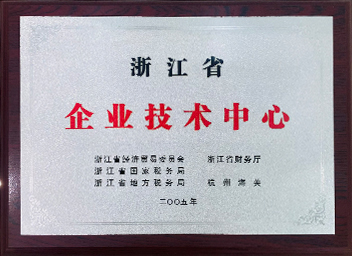 浙江省
企业技术中心
浙江省经济贸易委员会 浙江省财务厅
浙江省国家税务局
浙江省地方税务局 杭州海关
二〇〇五年